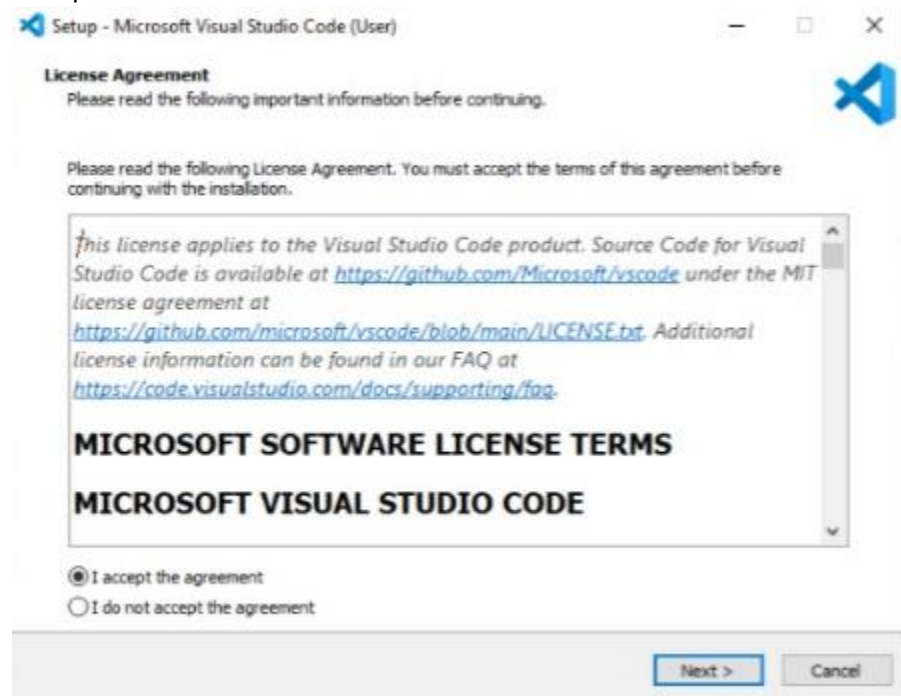 Setup - Microsoft Visual Studio Code (User)
License Agreement
Please read the following important information before continuing.
Please read the following License Agreement. You must accept the terms of this agreement before
continuing with the installation.
This license applies to the Visual Studio Code product. Source Code for Visual
Studio Code is available at https://github.com/Microsoft/vscode under the MIT
license agreement at
https://github.com/microsoft/vscode/blob/main/LICENSE.txt. Additional
license information can be found in our FAQ at
https://code.visualstudio.com/docs/supporting/faq.
MICROSOFT SOFTWARE LICENSE TERMS
MICROSOFT VISUAL STUDIO CODE
I accept the agreement
I do not accept the agreement
Next >
Cancel